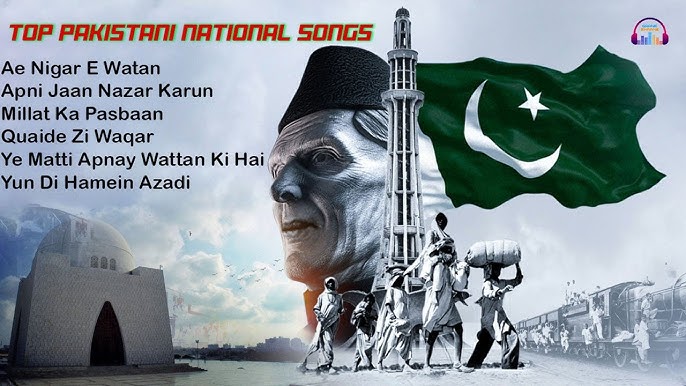 TOP PAKISTANI NATIONAL SONGS
Ae Nigar E Watan
Apni Jaan Nazar Karun
Millat Ka Pasbaan
Quaide Zi Waqar
Ye Matti Apnay Wattan Ki Hai
Yun Di Hamein Azadi